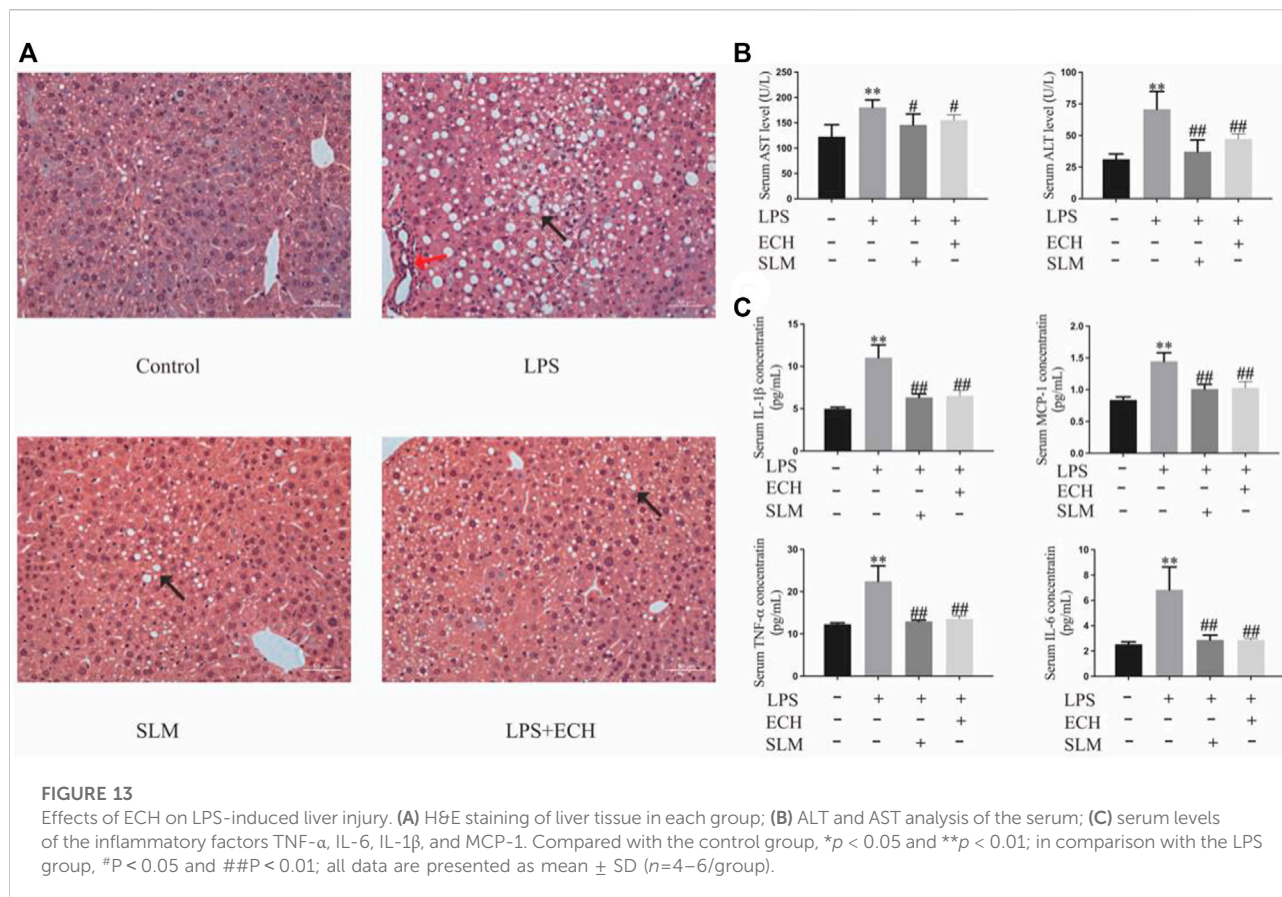 A
Control
LPS
SLM
LPS+ECH
B
Serum AST level (U/L)
250
200
150
100
50
0
**
#
#
LPS - + + +
ECH - - - +
SLM - - + -
Serum ALT level (U/L)
100
75
50
25
0
**
##
##
LPS - + + +
ECH - - - +
SLM - - + -
C
Serum IL-1β concentratin
(pg/mL)
15
10
5
0
**
##
##
LPS - + + +
ECH - - - +
SLM - - + -
Serum MCP-1 concentratin
(pg/mL)
2.0
1.5
1.0
0.5
0.0
**
##
##
LPS - + + +
ECH - - - +
SLM - - + -
Serum TNF-α concentratin
(pg/mL)
30
20
10
0
**
##
##
LPS - + + +
ECH - - - +
SLM - - + -
Serum IL-6 concentratin
(pg/mL)
8
6
4
2
0
**
##
##
LPS - + + +
ECH - - - +
SLM - - + -
FIGURE 13
Effects of ECH on LPS-induced liver injury. (A) H&E staining of liver tissue in each group; (B) ALT and AST analysis of the serum; (C) serum levels
of the inflammatory factors TNF-α, IL-6, IL-1β, and MCP-1. Compared with the control group, *p < 0.05 and **p < 0.01; in comparison with the LPS
group, #P < 0.05 and ##P < 0.01; all data are presented as mean ± SD (n=4–6/group).